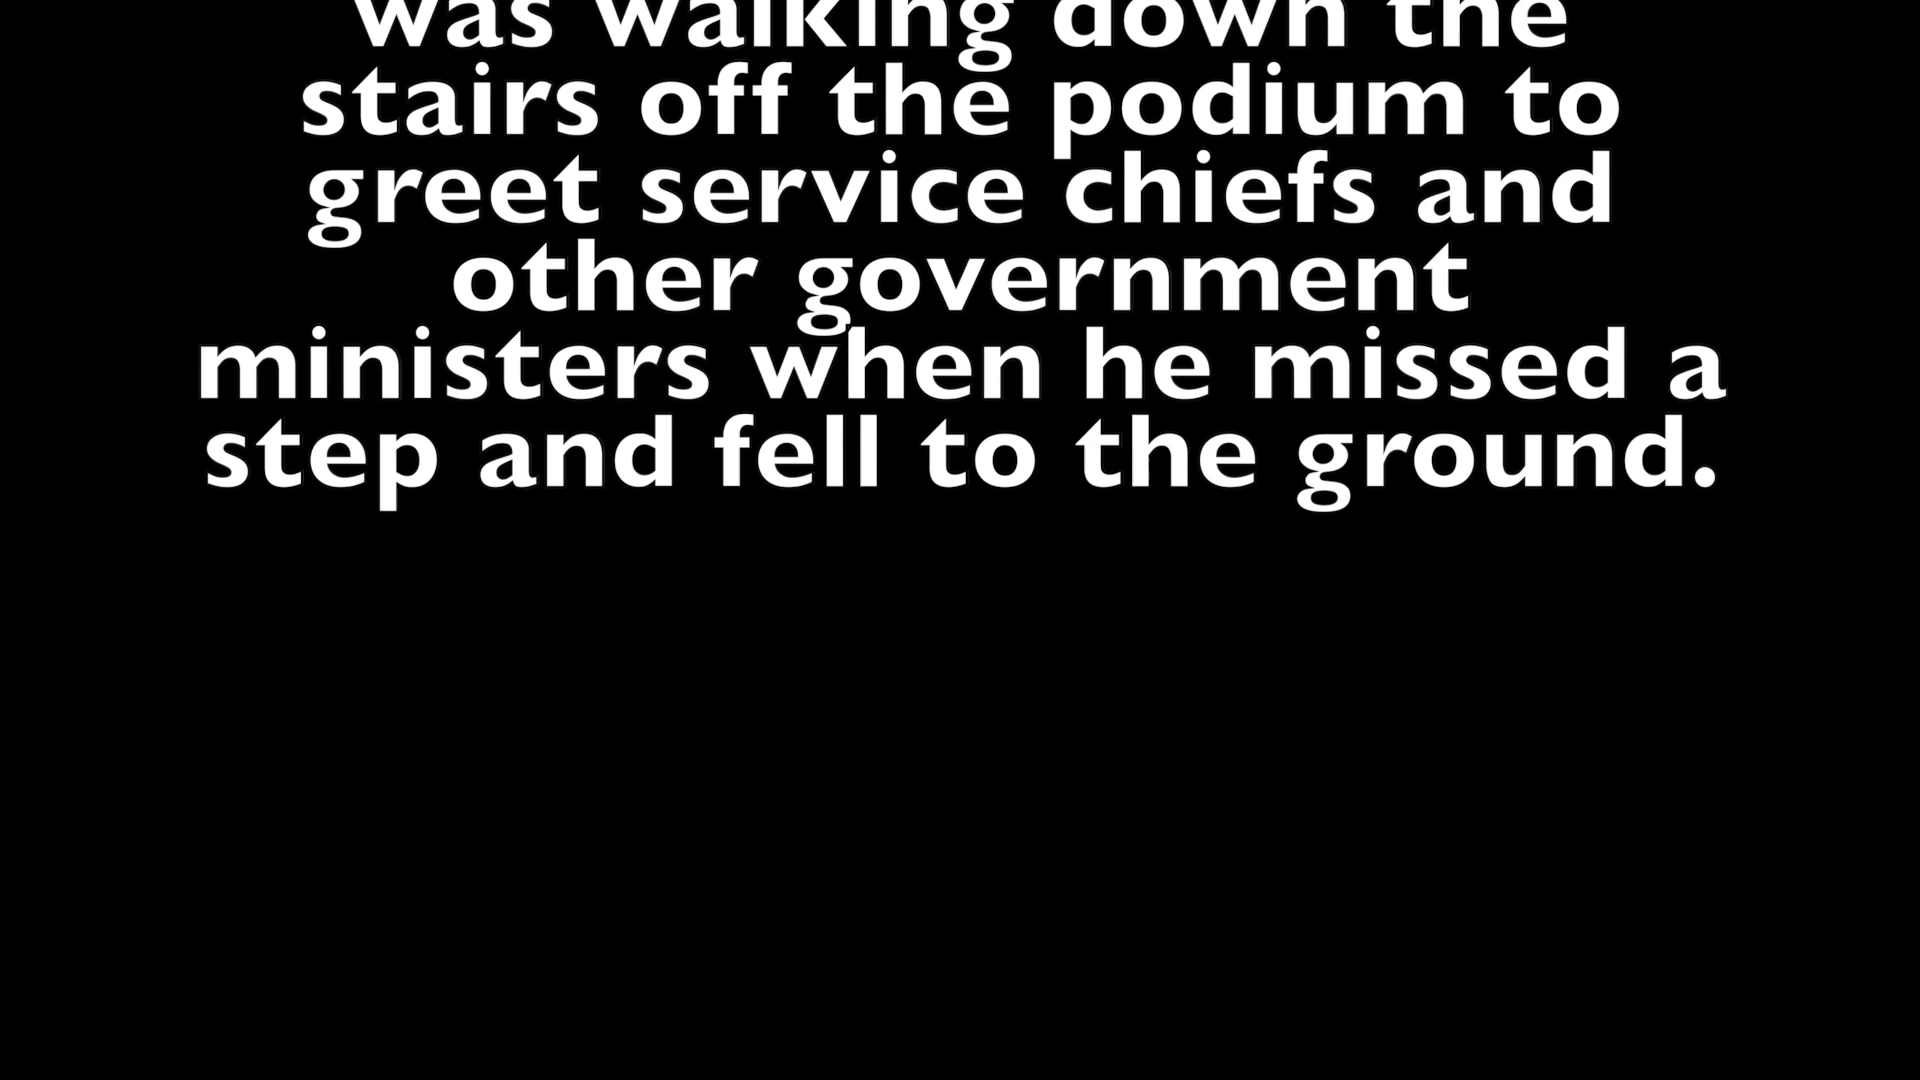 was walking down the
stairs off the podium to
greet service chiefs and
other government
ministers when he missed a
step and fell to the ground.